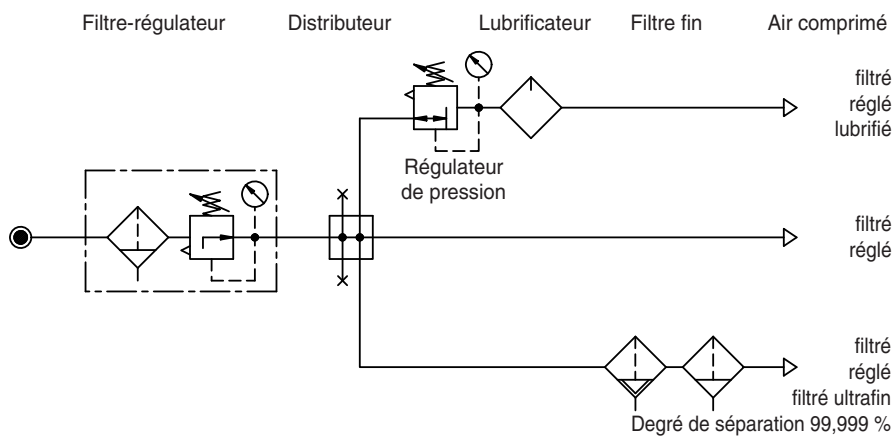 Filtre-régulateur
Distributeur
Lubrificateur
Filtre fin
Air comprimé
filtré
réglé
lubrifié
Régulateur
de pression
filtré
réglé
filtré
réglé
filtré ultrafin
Degré de séparation 99,999 %